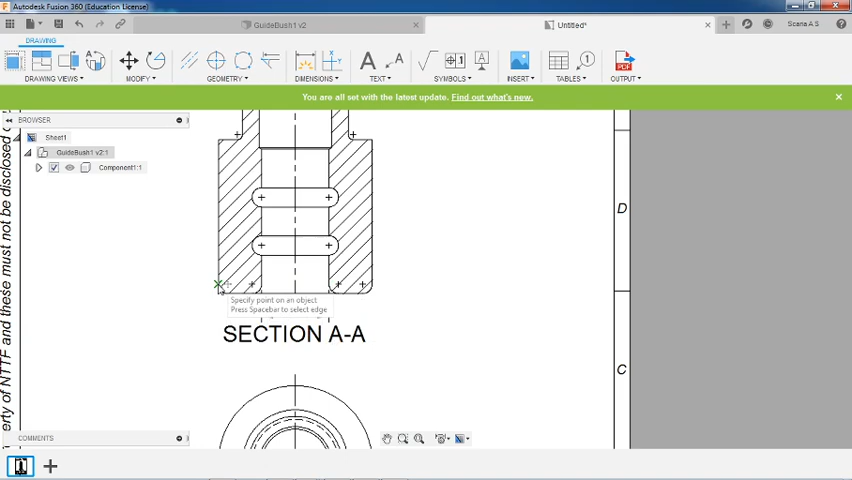 Autodesk Fusion 360 (Education License)
GuideBush1 v2
Untitled*
Scaria A S
DRAWING
DRAWING VIEWS
MODIFY
GEOMETRY
DIMENSIONS
TEXT
SYMBOLS
INSERT
TABLES
OUTPUT
PDF
You are all set with the latest update. Find out what's new.
BROWSER
Sheet1
GuideBush1 v2:1
Component1:1
perty of NTTF and these must not be disclosed
D
Specify point on an object
Press Spacebar to select edge
SECTION A-A
C
COMMENTS